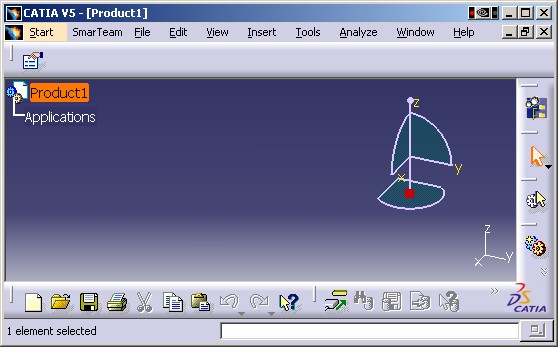 CATIA V5 - [Product1]
Start SmarTeam File Edit View Insert Tools Analyze Window Help
Product1
Applications
z
y
x
z
x y
CATIA
1 element selected